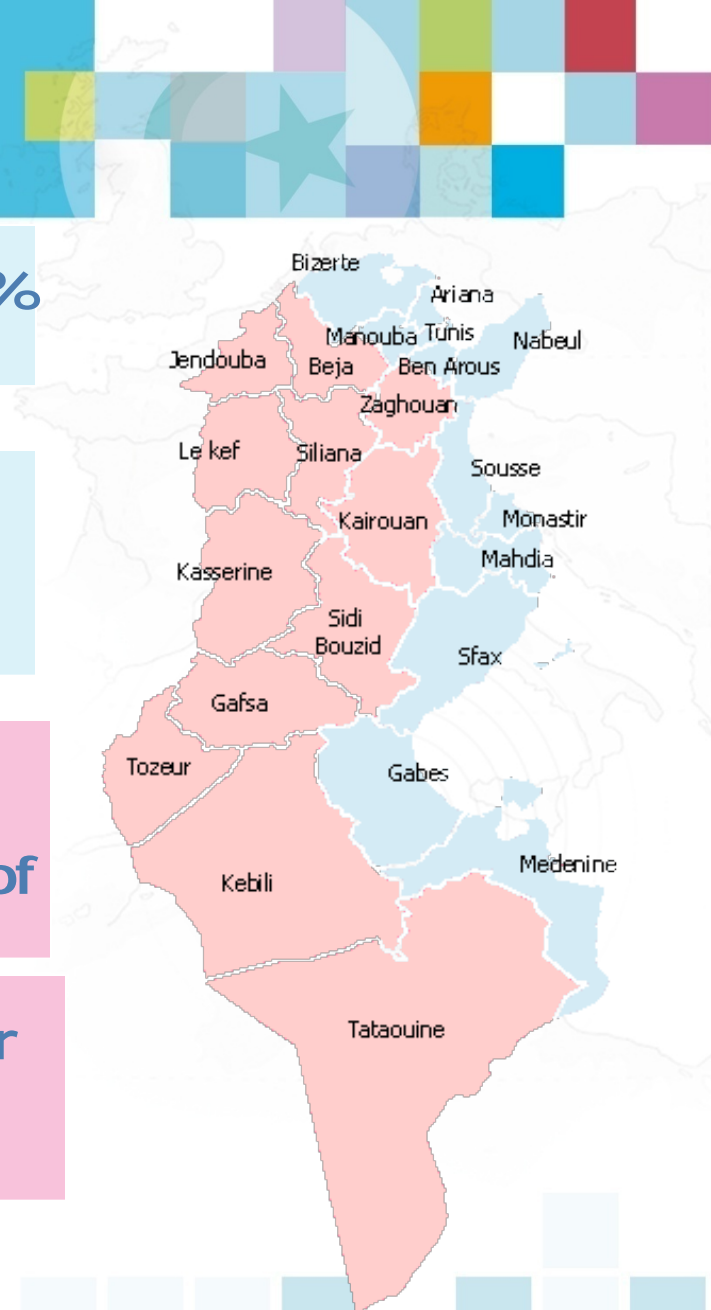 %
Bizerte
Ariana
Manouba Tunis
Nabeul
Jendouba
Beja
Ben Arous
Zaghouan
Le kef
Siliana
Sousse
Kairouan
Monastir
Mahdia
Kasserine
Sidi
Bouzid
Sfax
Gafsa
Tozeur
Gabes
of
Kebili
Medenine
r
Tataouine